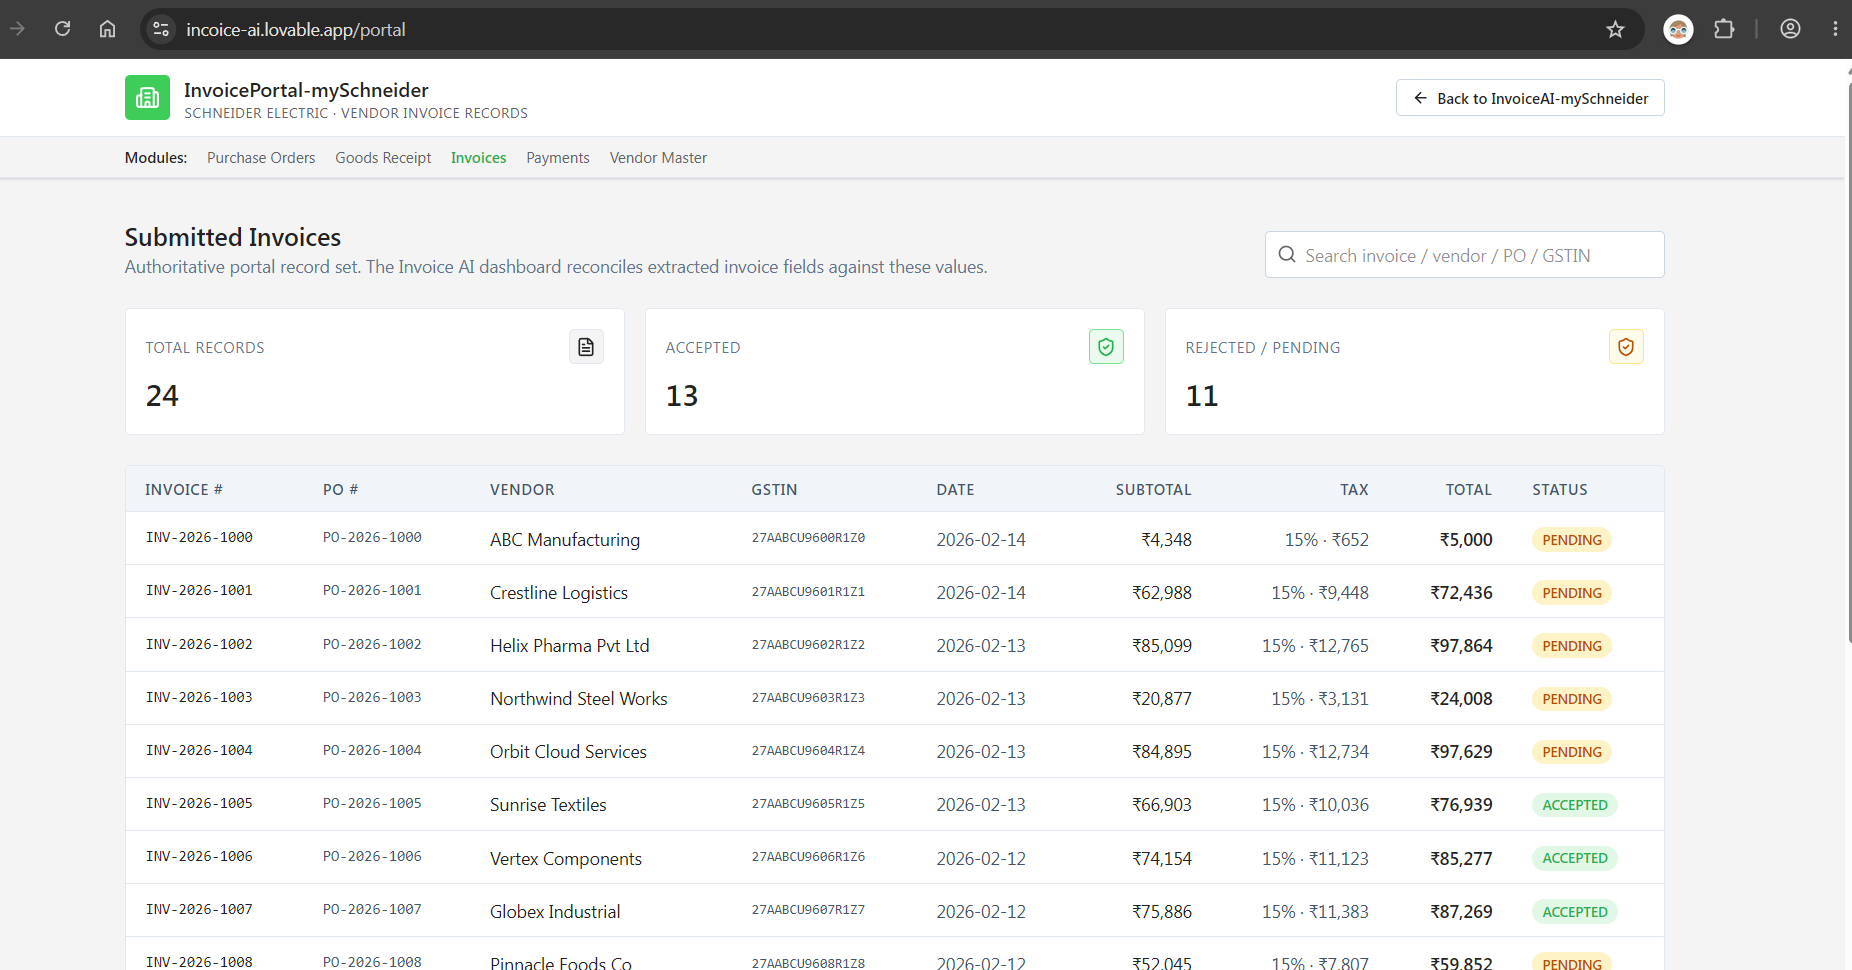 incoice-ai.lovable.app/portal
InvoicePortal-mySchneider
SCHNEIDER ELECTRIC · VENDOR INVOICE RECORDS
Back to InvoiceAI-mySchneider
Modules: Purchase Orders Goods Receipt Invoices Payments Vendor Master
Submitted Invoices
Authoritative portal record set. The Invoice AI dashboard reconciles extracted invoice fields against these values.
Search invoice / vendor / PO / GSTIN
TOTAL RECORDS
24
ACCEPTED
13
REJECTED / PENDING
11
INVOICE # PO # VENDOR GSTIN DATE SUBTOTAL TAX TOTAL STATUS
INV-2026-1000 PO-2026-1000 ABC Manufacturing 27AABCU9600R1Z0 2026-02-14 ₹4,348 15% · ₹652 ₹5,000 PENDING
INV-2026-1001 PO-2026-1001 Crestline Logistics 27AABCU9601R1Z1 2026-02-14 ₹62,988 15% · ₹9,448 ₹72,436 PENDING
INV-2026-1002 PO-2026-1002 Helix Pharma Pvt Ltd 27AABCU9602R1Z2 2026-02-13 ₹85,099 15% · ₹12,765 ₹97,864 PENDING
INV-2026-1003 PO-2026-1003 Northwind Steel Works 27AABCU9603R1Z3 2026-02-13 ₹20,877 15% · ₹3,131 ₹24,008 PENDING
INV-2026-1004 PO-2026-1004 Orbit Cloud Services 27AABCU9604R1Z4 2026-02-13 ₹84,895 15% · ₹12,734 ₹97,629 PENDING
INV-2026-1005 PO-2026-1005 Sunrise Textiles 27AABCU9605R1Z5 2026-02-13 ₹66,903 15% · ₹10,036 ₹76,939 ACCEPTED
INV-2026-1006 PO-2026-1006 Vertex Components 27AABCU9606R1Z6 2026-02-12 ₹74,154 15% · ₹11,123 ₹85,277 ACCEPTED
INV-2026-1007 PO-2026-1007 Globex Industrial 27AABCU9607R1Z7 2026-02-12 ₹75,886 15% · ₹11,383 ₹87,269 ACCEPTED
INV-2026-1008 PO-2026-1008 Pinnacle Foods Co 27AABCU9608R1Z8 2026-02-12 ₹52,045 15% · ₹7,807 ₹59,852 PENDING